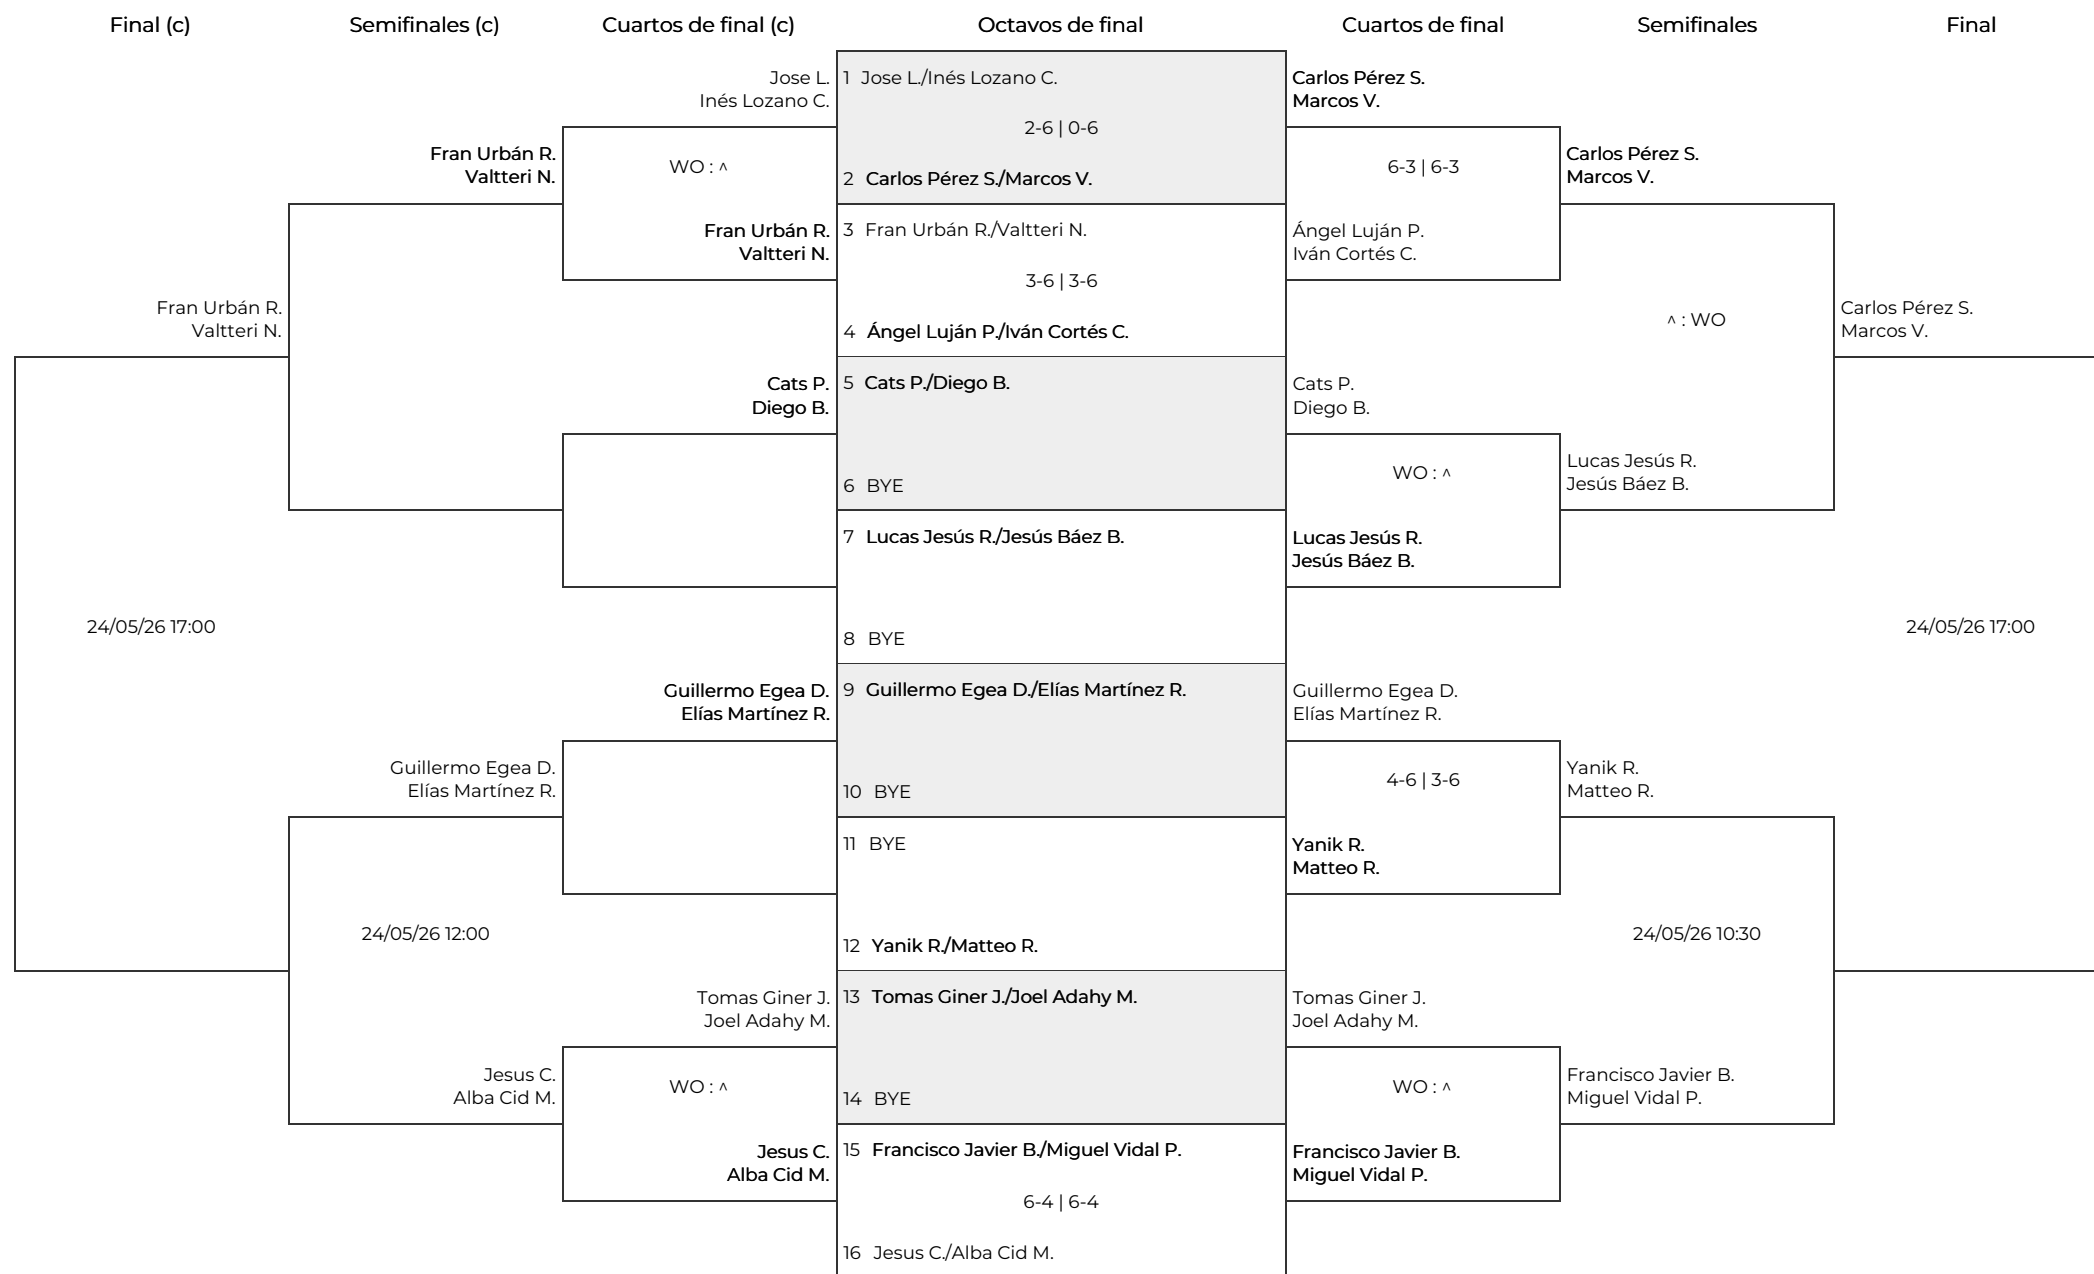 Final (c)
Semifinales (c)
Cuartos de final (c)
Octavos de final
Cuartos de final
Semifinales
Final
Fran Urbán R.
Valtteri N.
24/05/26 17:00
Fran Urbán R.
Valtteri N.
Guillermo Egea D.
Elías Martínez R.
24/05/26 12:00
Jesus C.
Alba Cid M.
Jose L.
Inés Lozano C.
WO : ^
Fran Urbán R.
Valtteri N.
Cats P.
Diego B.
Guillermo Egea D.
Elías Martínez R.
Tomas Giner J.
Joel Adahy M.
WO : ^
Jesus C.
Alba Cid M.
1 Jose L./Inés Lozano C.
2-6 | 0-6
2 Carlos Pérez S./Marcos V.
3 Fran Urbán R./Valtteri N.
3-6 | 3-6
4 Ángel Luján P./Iván Cortés C.
5 Cats P./Diego B.
6 BYE
7 Lucas Jesús R./Jesús Báez B.
8 BYE
9 Guillermo Egea D./Elías Martínez R.
10 BYE
11 BYE
12 Yanik R./Matteo R.
13 Tomas Giner J./Joel Adahy M.
14 BYE
15 Francisco Javier B./Miguel Vidal P.
6-4 | 6-4
16 Jesus C./Alba Cid M.
Carlos Pérez S.
Marcos V.
6-3 | 6-3
Ángel Luján P.
Iván Cortés C.
Cats P.
Diego B.
WO : ^
Lucas Jesús R.
Jesús Báez B.
Guillermo Egea D.
Elías Martínez R.
4-6 | 3-6
Yanik R.
Matteo R.
Tomas Giner J.
Joel Adahy M.
WO : ^
Francisco Javier B.
Miguel Vidal P.
Carlos Pérez S.
Marcos V.
^ : WO
Lucas Jesús R.
Jesús Báez B.
Yanik R.
Matteo R.
24/05/26 10:30
Francisco Javier B.
Miguel Vidal P.
Carlos Pérez S.
Marcos V.
24/05/26 17:00